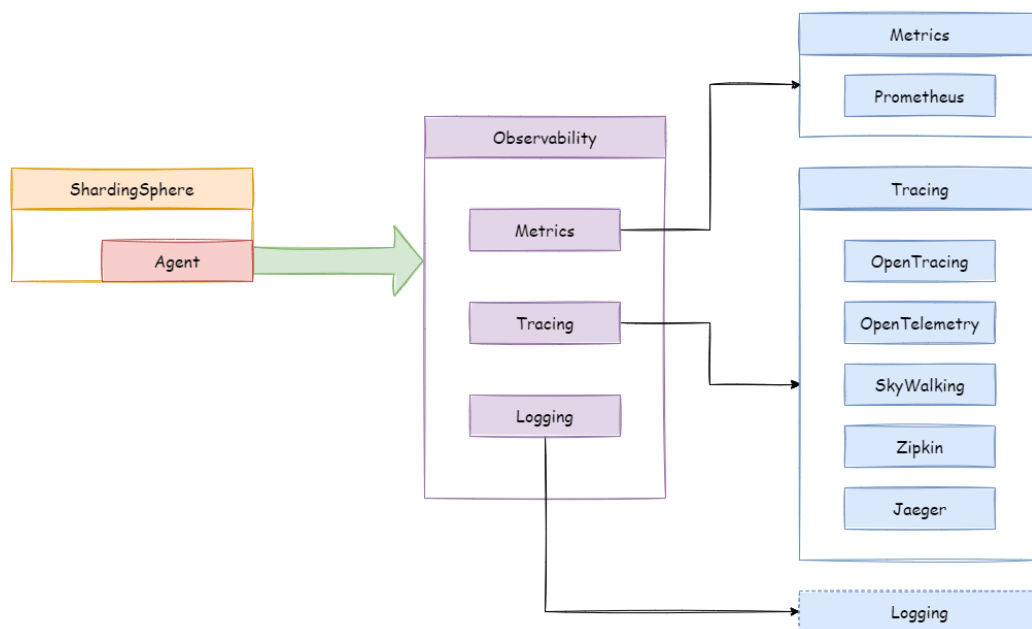 ShardingSphere
Agent
Observability
Metrics
Tracing
Logging
Metrics
Prometheus
Tracing
OpenTracing
OpenTelemetry
SkyWalking
Zipkin
Jaeger
Logging